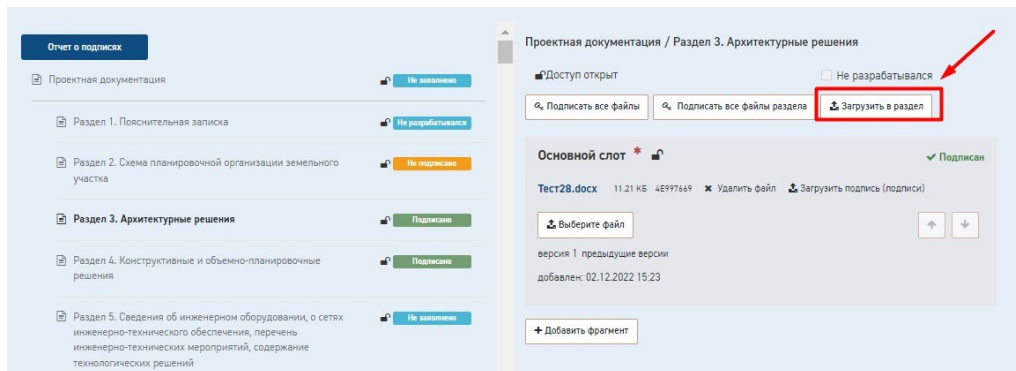 Отчет о подписях
Проектная документация
Не заполнено
Раздел 1. Пояснительная записка
Не разрабатывался
Раздел 2. Схема планировочной организации земельного
участка
Не подписано
Раздел 3. Архитектурные решения
Подписано
Раздел 4. Конструктивные и объемно-планировочные
решения
Подписано
Раздел 5. Сведения об инженерном оборудовании, о сетях
инженерно-технического обеспечения, перечень
инженерно-технических мероприятий, содержание
технологических решений
Не заполнено
Проектная документация / Раздел 3. Архитектурные решения
Доступ открыт
Не разрабатывался
Подписать все файлы
Подписать все файлы раздела
Загрузить в раздел
Основной слот *
Подписан
Тест28.docx 11.21 КБ 4E997669 Удалить файл Загрузить подпись (подписи)
Выберите файл
версия 1 предыдущие версии
добавлен: 02.12.2022 15:23
+ Добавить фрагмент